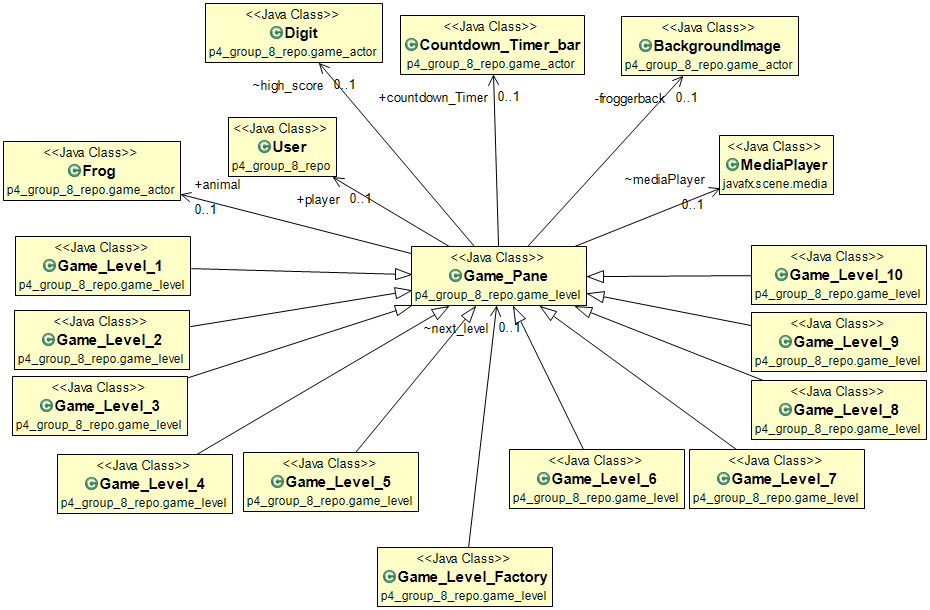 <<Java Class>>
Digit
p4_group_8_repo.game_actor
<<Java Class>>
Countdown_Timer_bar
p4_group_8_repo.game_actor
<<Java Class>>
BackgroundImage
p4_group_8_repo.game_actor
~high_score 0..1
+countdown_Timer 0..1
-froggerback 0..1
<<Java Class>>
Frog
p4_group_8_repo.game_actor
<<Java Class>>
User
p4_group_8_repo
<<Java Class>>
MediaPlayer
javafx.scene.media
+animal
0..1
+player 0..1
~mediaPlayer
0..1
<<Java Class>>
Game_Level_1
p4_group_8_repo.game_level
<<Java Class>>
Game_Pane
p4_group_8_repo.game_level
<<Java Class>>
Game_Level_10
p4_group_8_repo.game_level
<<Java Class>>
Game_Level_2
p4_group_8_repo.game_level
~next_level 0..1
<<Java Class>>
Game_Level_9
p4_group_8_repo.game_level
<<Java Class>>
Game_Level_3
p4_group_8_repo.game_level
<<Java Class>>
Game_Level_8
p4_group_8_repo.game_level
<<Java Class>>
Game_Level_4
p4_group_8_repo.game_level
<<Java Class>>
Game_Level_5
p4_group_8_repo.game_level
<<Java Class>>
Game_Level_6
p4_group_8_repo.game_level
<<Java Class>>
Game_Level_7
p4_group_8_repo.game_level
<<Java Class>>
Game_Level_Factory
p4_group_8_repo.game_level